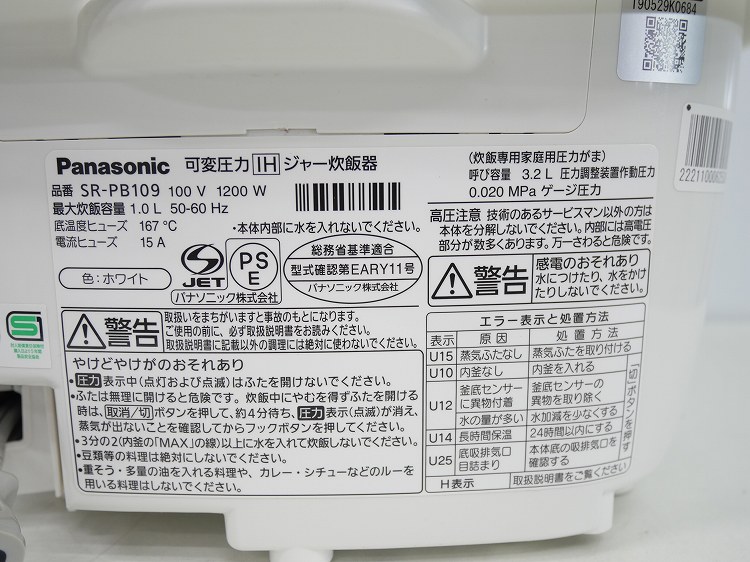 190529K0684
22211000K
Panasonic 可変圧力 IH ジャー炊飯器
品番 SR-PB109 100 V 1200 W
最大炊飯容量 1.0 L 50-60 Hz
底温度ヒューズ 167 ℃
電流ヒューズ 15 A
・本体内部に水を入れないでください。
色：ホワイト
S
JET
PS
E
パナソニック株式会社
総務省基準適合
型式確認第EARY11号
パナソニック株式会社
（炊飯専用家庭用圧力がま）
呼び容量 3.2 L 圧力調整装置作動圧力
0.020 MPa ゲージ圧力
高圧注意 技術のあるサービスマン以外の方は
本体を分解しないでください。内部には高電圧
部分が数多くあります。万一さわると危険です。
警告
感電のおそれあり
水につけたり、水をかけ
たりしないでください。
警告
取扱いをまちがいますと事故のもとになります。
ご使用の前に、必ず取扱説明書をお読みください。
取扱説明書に記載以外の調理には絶対に使わないでください。
やけどやけがのおそれあり
・圧力 表示中（点灯および点滅）はふたを開けないでください。
・ふたは無理に開けると危険です。炊飯中にやむを得ずふたを開ける
時は、取消/切 ボタンを押して、約4分待ち、圧力 表示（点滅）が消え、
蒸気が出ないことを確認してからフックボタンを押してください。
・3分の2（内釜の「MAX」の線）以上に水を入れて炊飯しないでください。
・豆類等の料理は絶対にしないでください。
・重そう・多量の油を入れる料理や、カレー・シチューなどのルーを
用いる料理はしないでください。
エラー表示と処置方法
表示 原因 処置方法
U15 蒸気ふたなし 蒸気ふたを取り付ける
U10 内釜なし 内釜を入れる
U12 釜底センサー に異物付着 釜底センサーの 異物を取り除く
水の量が多い 水加減を少なくする
U14 長時間保温 24時間以内にする
U25 底吸排気口 目詰まり 本体底の吸排気口を 確認する
「切」ボタンを押す
H 表示 取扱説明書をご覧ください